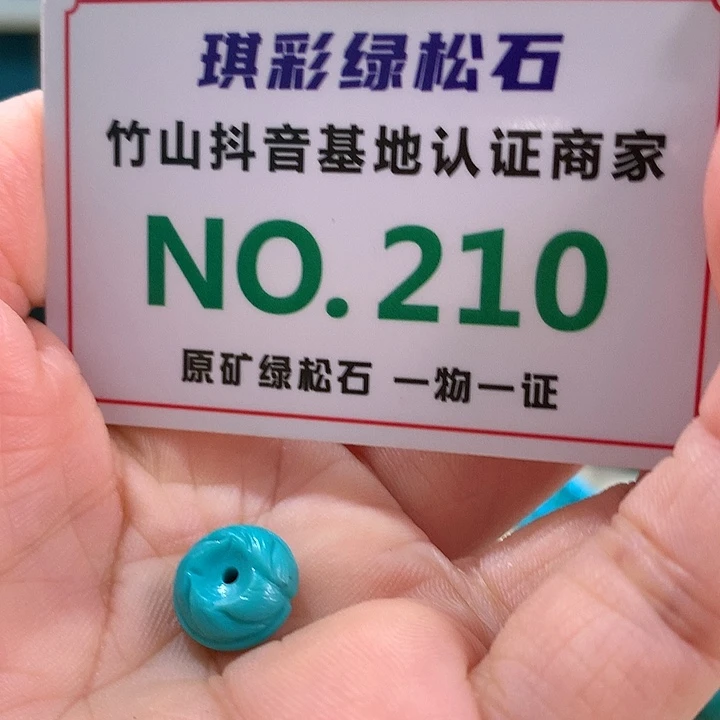 琪彩绿松石
竹山抖音基地认证商家
NO.210
原矿绿松石 一物一证